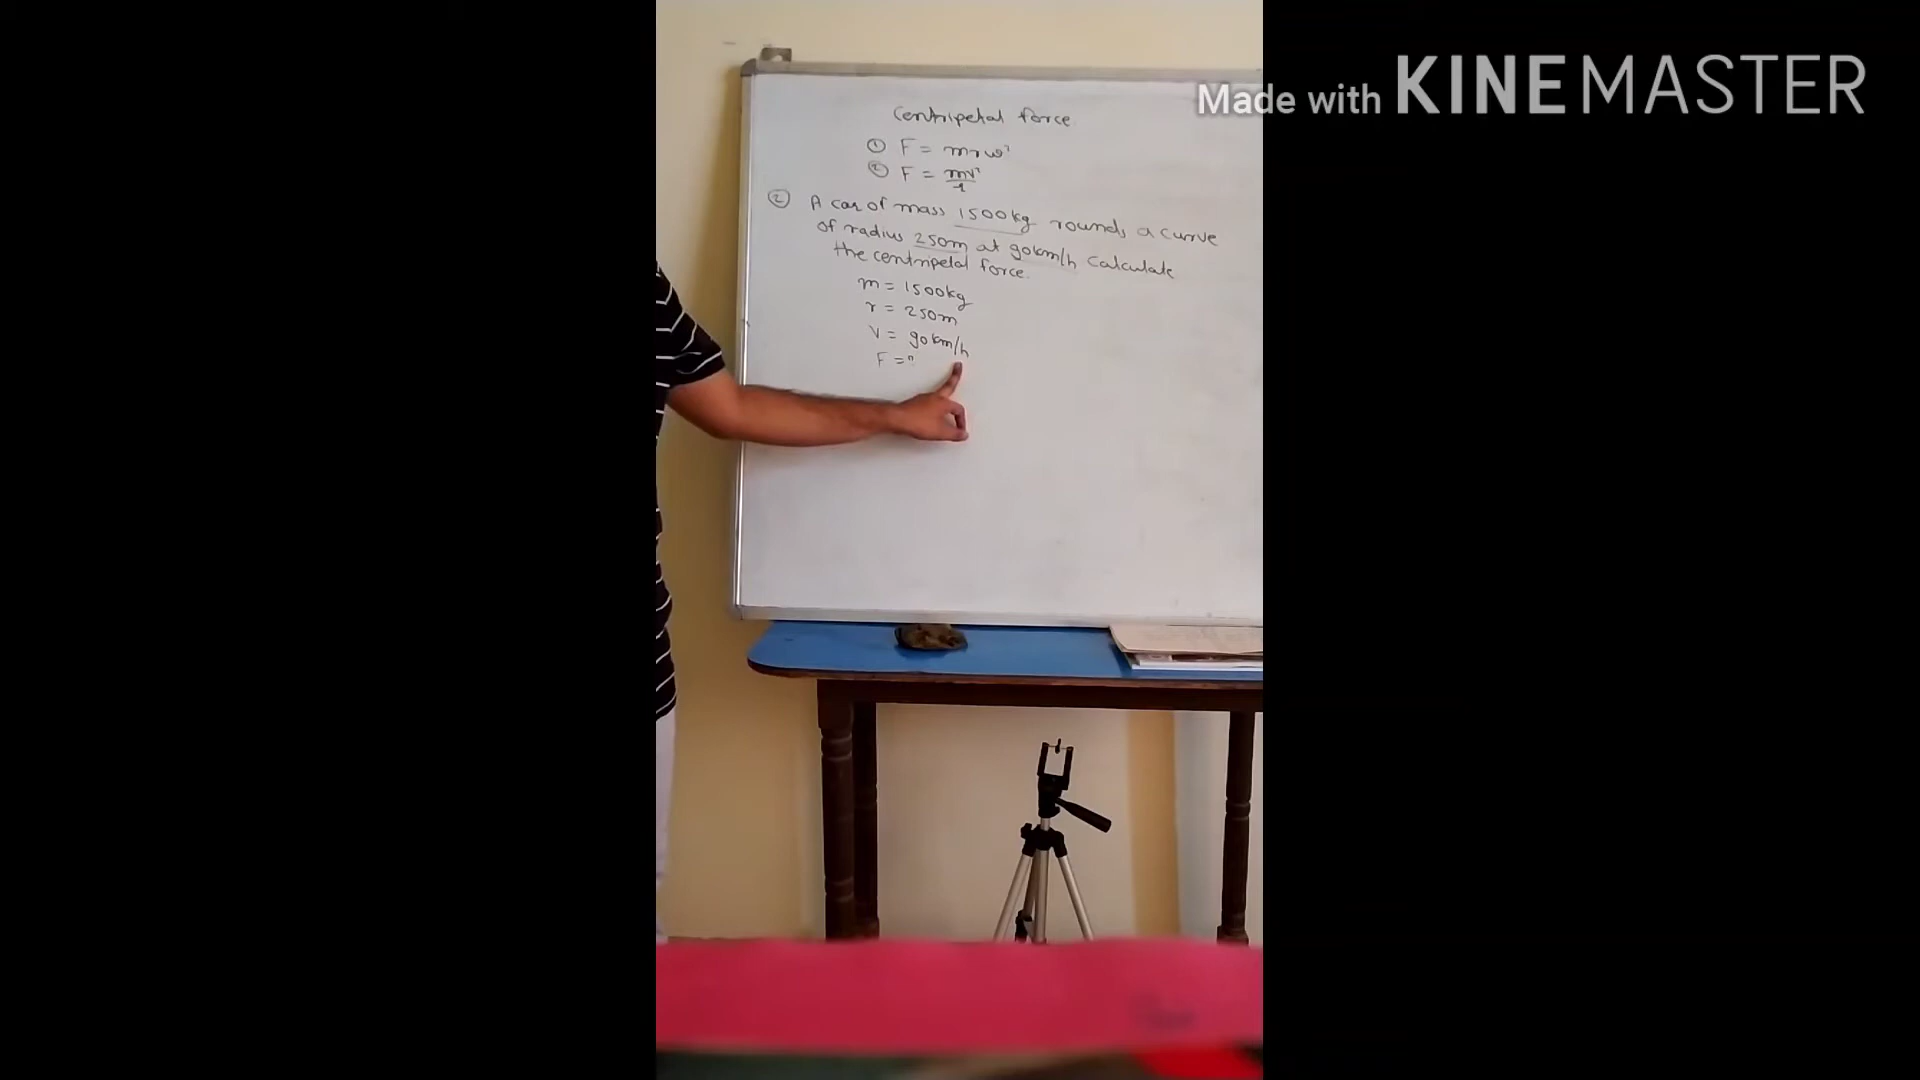 Made with KINEMASTER
Centripetal force.
① F = mrω²
② F = mv²/r
② A car of mass 1500kg rounds a curve
of radius 250m at 90km/h Calculate
the centripetal force.
m = 1500kg
r = 250m
V = 90km/h
F = ?